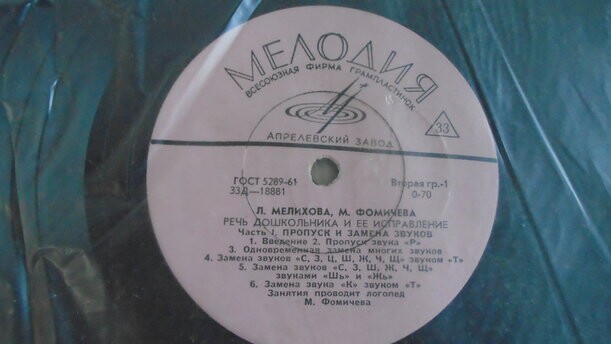 МЕЛОДИЯ
ВСЕСОЮЗНАЯ ФИРМА ГРАМПЛАСТИНОК
33
АПРЕЛЕВСКИЙ ЗАВОД
ГОСТ 5289-61 Вторая гр.-1
33Д—18881 0-70
Л. МЕЛИХОВА, М. ФОМИЧЕВА
РЕЧЬ ДОШКОЛЬНИКА И ЕЕ ИСПРАВЛЕНИЕ
Часть I, ПРОПУСК И ЗАМЕНА ЗВУКОВ
1. Введение 2. Пропуск звука «Р»
3. Одновременная замена многих звуков
4. Замена звуков «С, З, Ц, Ш, Ж, Ч, Щ» звуком «Т»
5. Замена звуков «С, З, Ш, Ж, Ч, Щ»
звуками «Шь» и «Жь»
6. Замена звука «К» звуком «Т»
Занятия проводит логопед
М. Фомичева